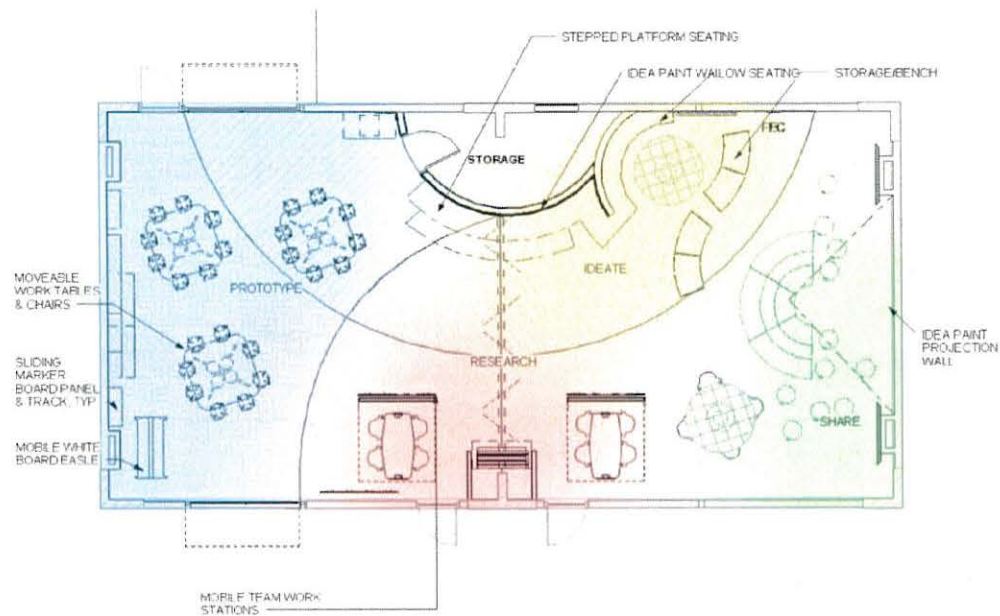 STEPPED PLATFORM SEATING
IDEA PAINT WALLOW SEATING
STORAGE/BENCH
STORAGE
IDEATE
PROTOTYPE
MOVEABLE
WORK TABLES
& CHAIRS
IDEA PAINT
PROJECTION
WALL
RESEARCH
SLIDING
MARKER
BOARD PANEL
& TRACK, TYP
SHARE
MOBILE WHITE
BOARD EASLE
MOBILE TEAM WORK
STATIONS